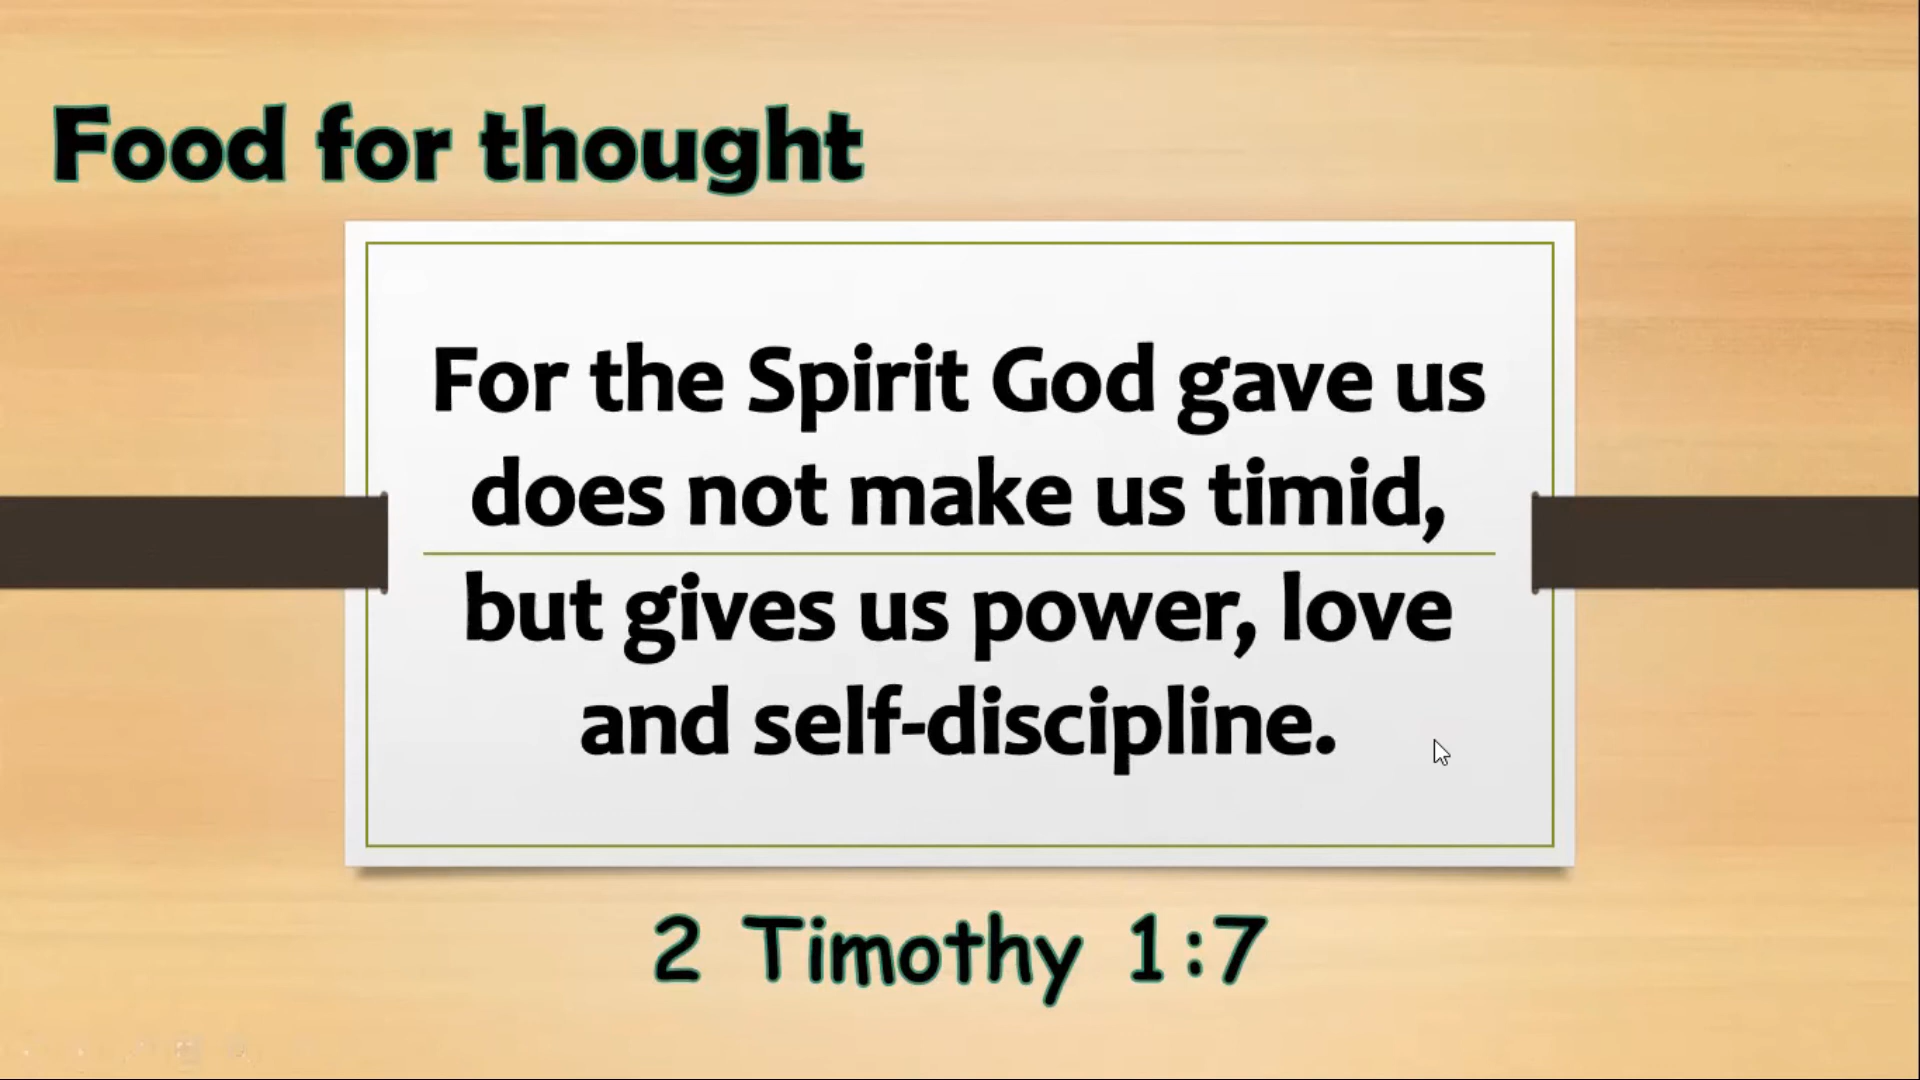 Food for thought
For the Spirit God gave us
does not make us timid,
but gives us power, love
and self-discipline.
2 Timothy 1:7